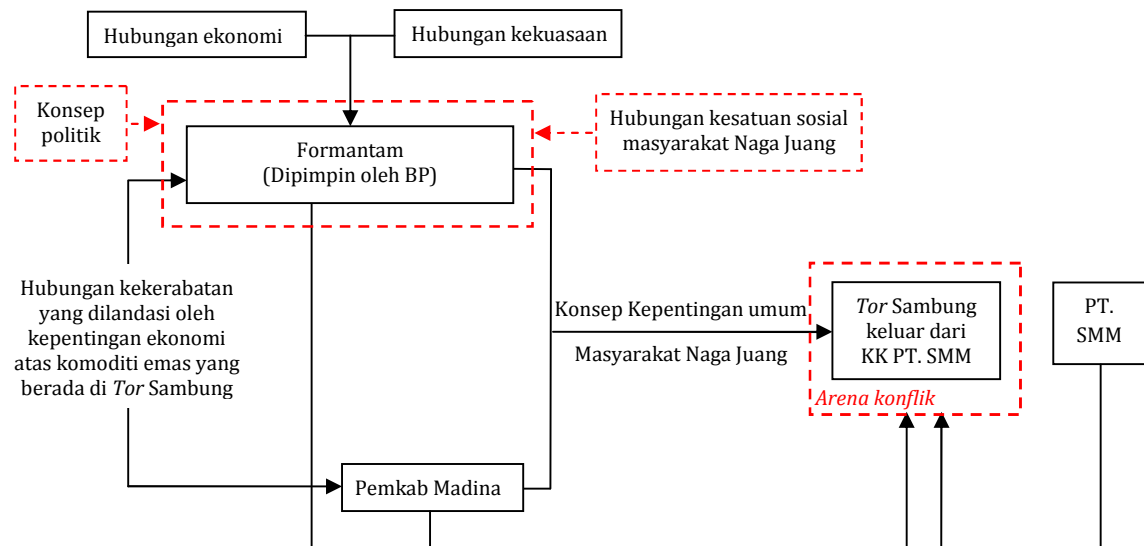 Hubungan ekonomi
Hubungan kekuasaan
Konsep
politik
Hubungan kesatuan sosial
masyarakat Naga Juang
Formantam
(Dipimpin oleh BP)
Hubungan kekerabatan
yang dilandasi oleh
kepentingan ekonomi
atas komoditi emas yang
berada di Tor Sambung
Konsep Kepentingan umum
Masyarakat Naga Juang
Tor Sambung
keluar dari
KK PT. SMM
Arena konflik
PT.
SMM
Pemkab Madina